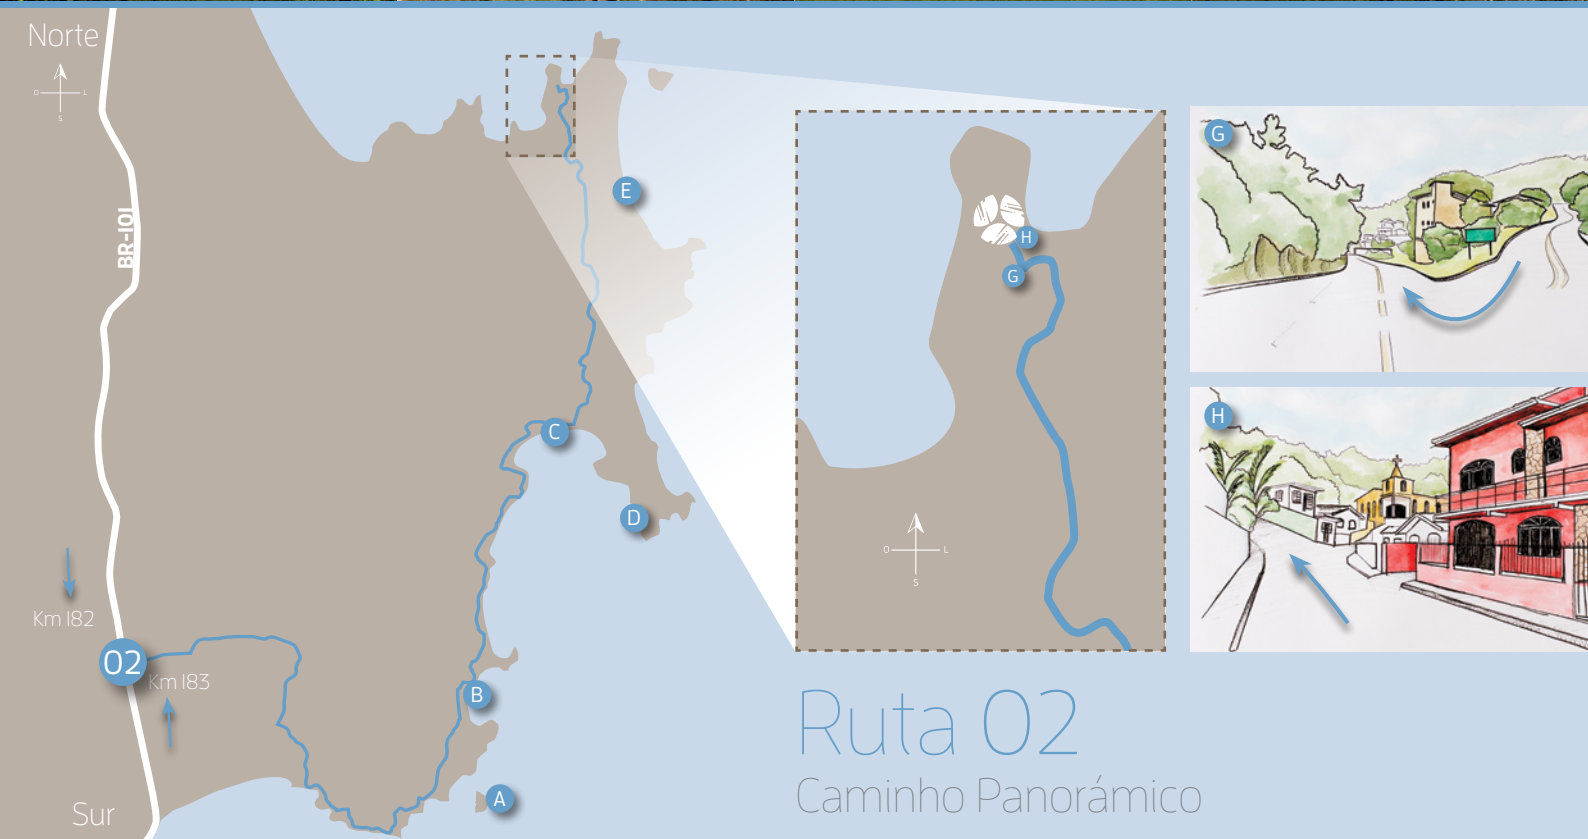 Norte
O
L
S
BR-101
E
G
H
G
C
H
D
O
L
S
Km 182
02
Km 183
B
A
Sur
Ruta 02
Caminho Panorámico